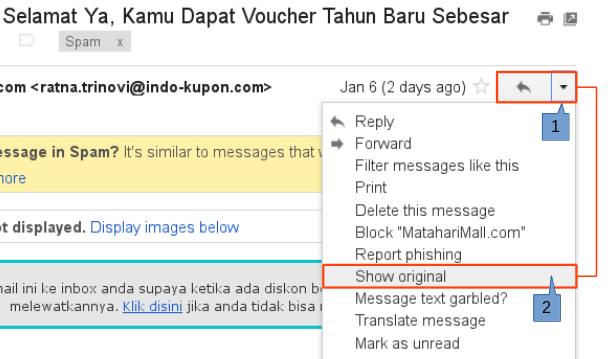 Selamat Ya, Kamu Dapat Voucher Tahun Baru Sebesar
Spam x
com <ratna.trinovi@indo-kupon.com>
Jan 6 (2 days ago)
1
Reply
Forward
Filter messages like this
Print
Delete this message
Block "MatahariMall.com"
Report phishing
Show original
2
Message text garbled?
Translate message
Mark as unread
essage in Spam? It's similar to messages that
more
ot displayed. Display images below
ail ini ke inbox anda supaya ketika ada diskon
melewatkannya. Klik disini jika anda tidak bisa